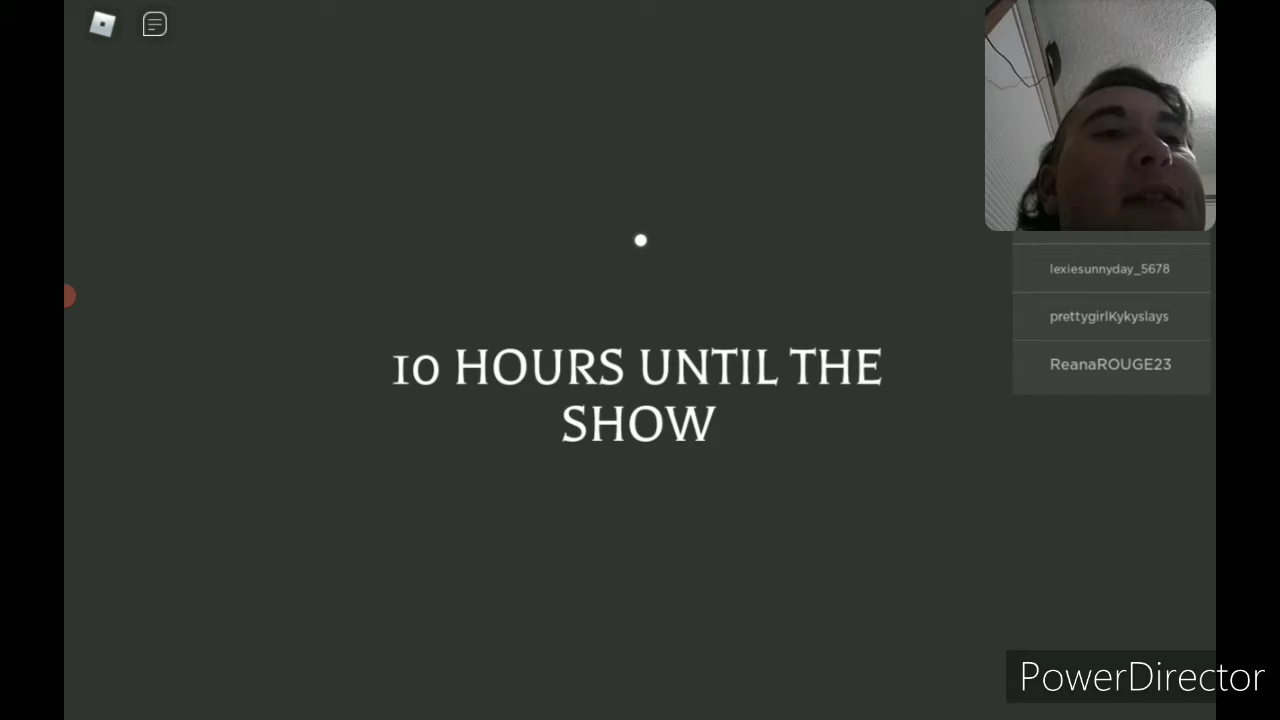 lexiesunnyday_5678
prettygirlKykyslays
ReanaROUGE23
10 HOURS UNTIL THE
SHOW
PowerDirector